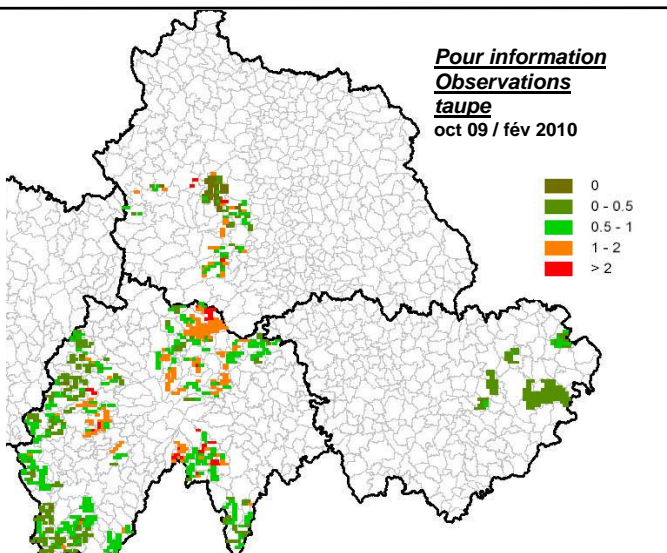 Pour information
Observations
taupe
oct 09 / fév 2010
0
0 - 0.5
0.5 - 1
1 - 2
> 2